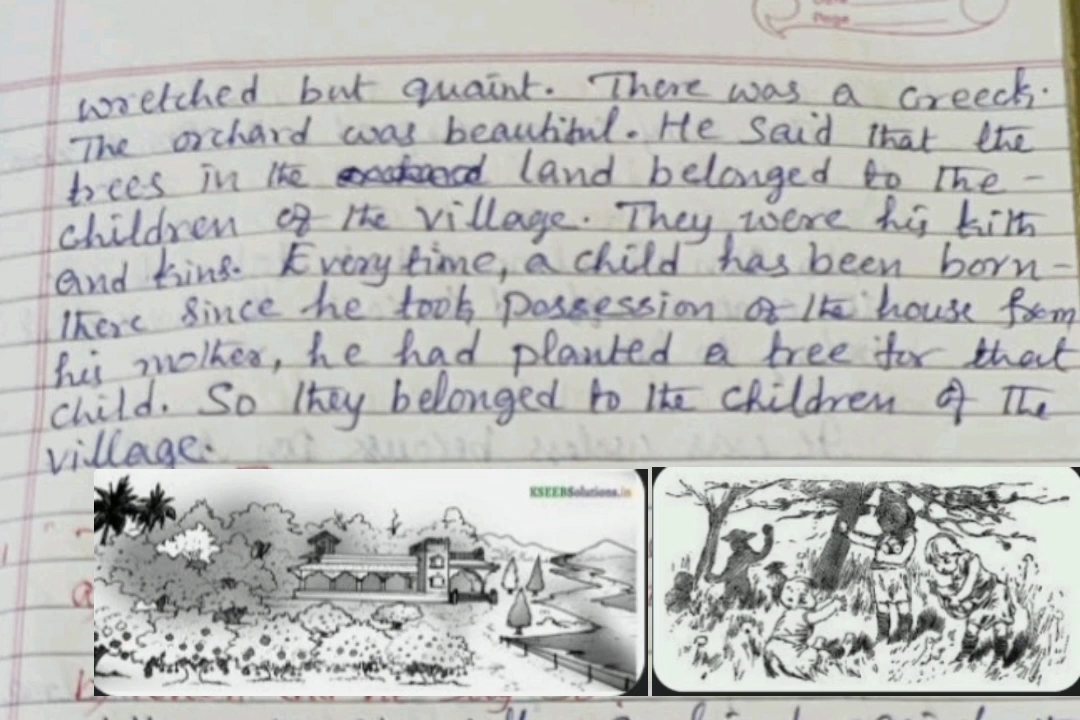 Page
wretched but quaint. There was a creeck.
The orchard was beautiful. He said that the
trees in the land belonged to The -
children of the village. They were his kith
and kins. Every time, a child has been born -
there since he took possession of the house from
his mother, he had planted a tree for that
child. So they belonged to the children of The
village.
KSEEBSolutions.in